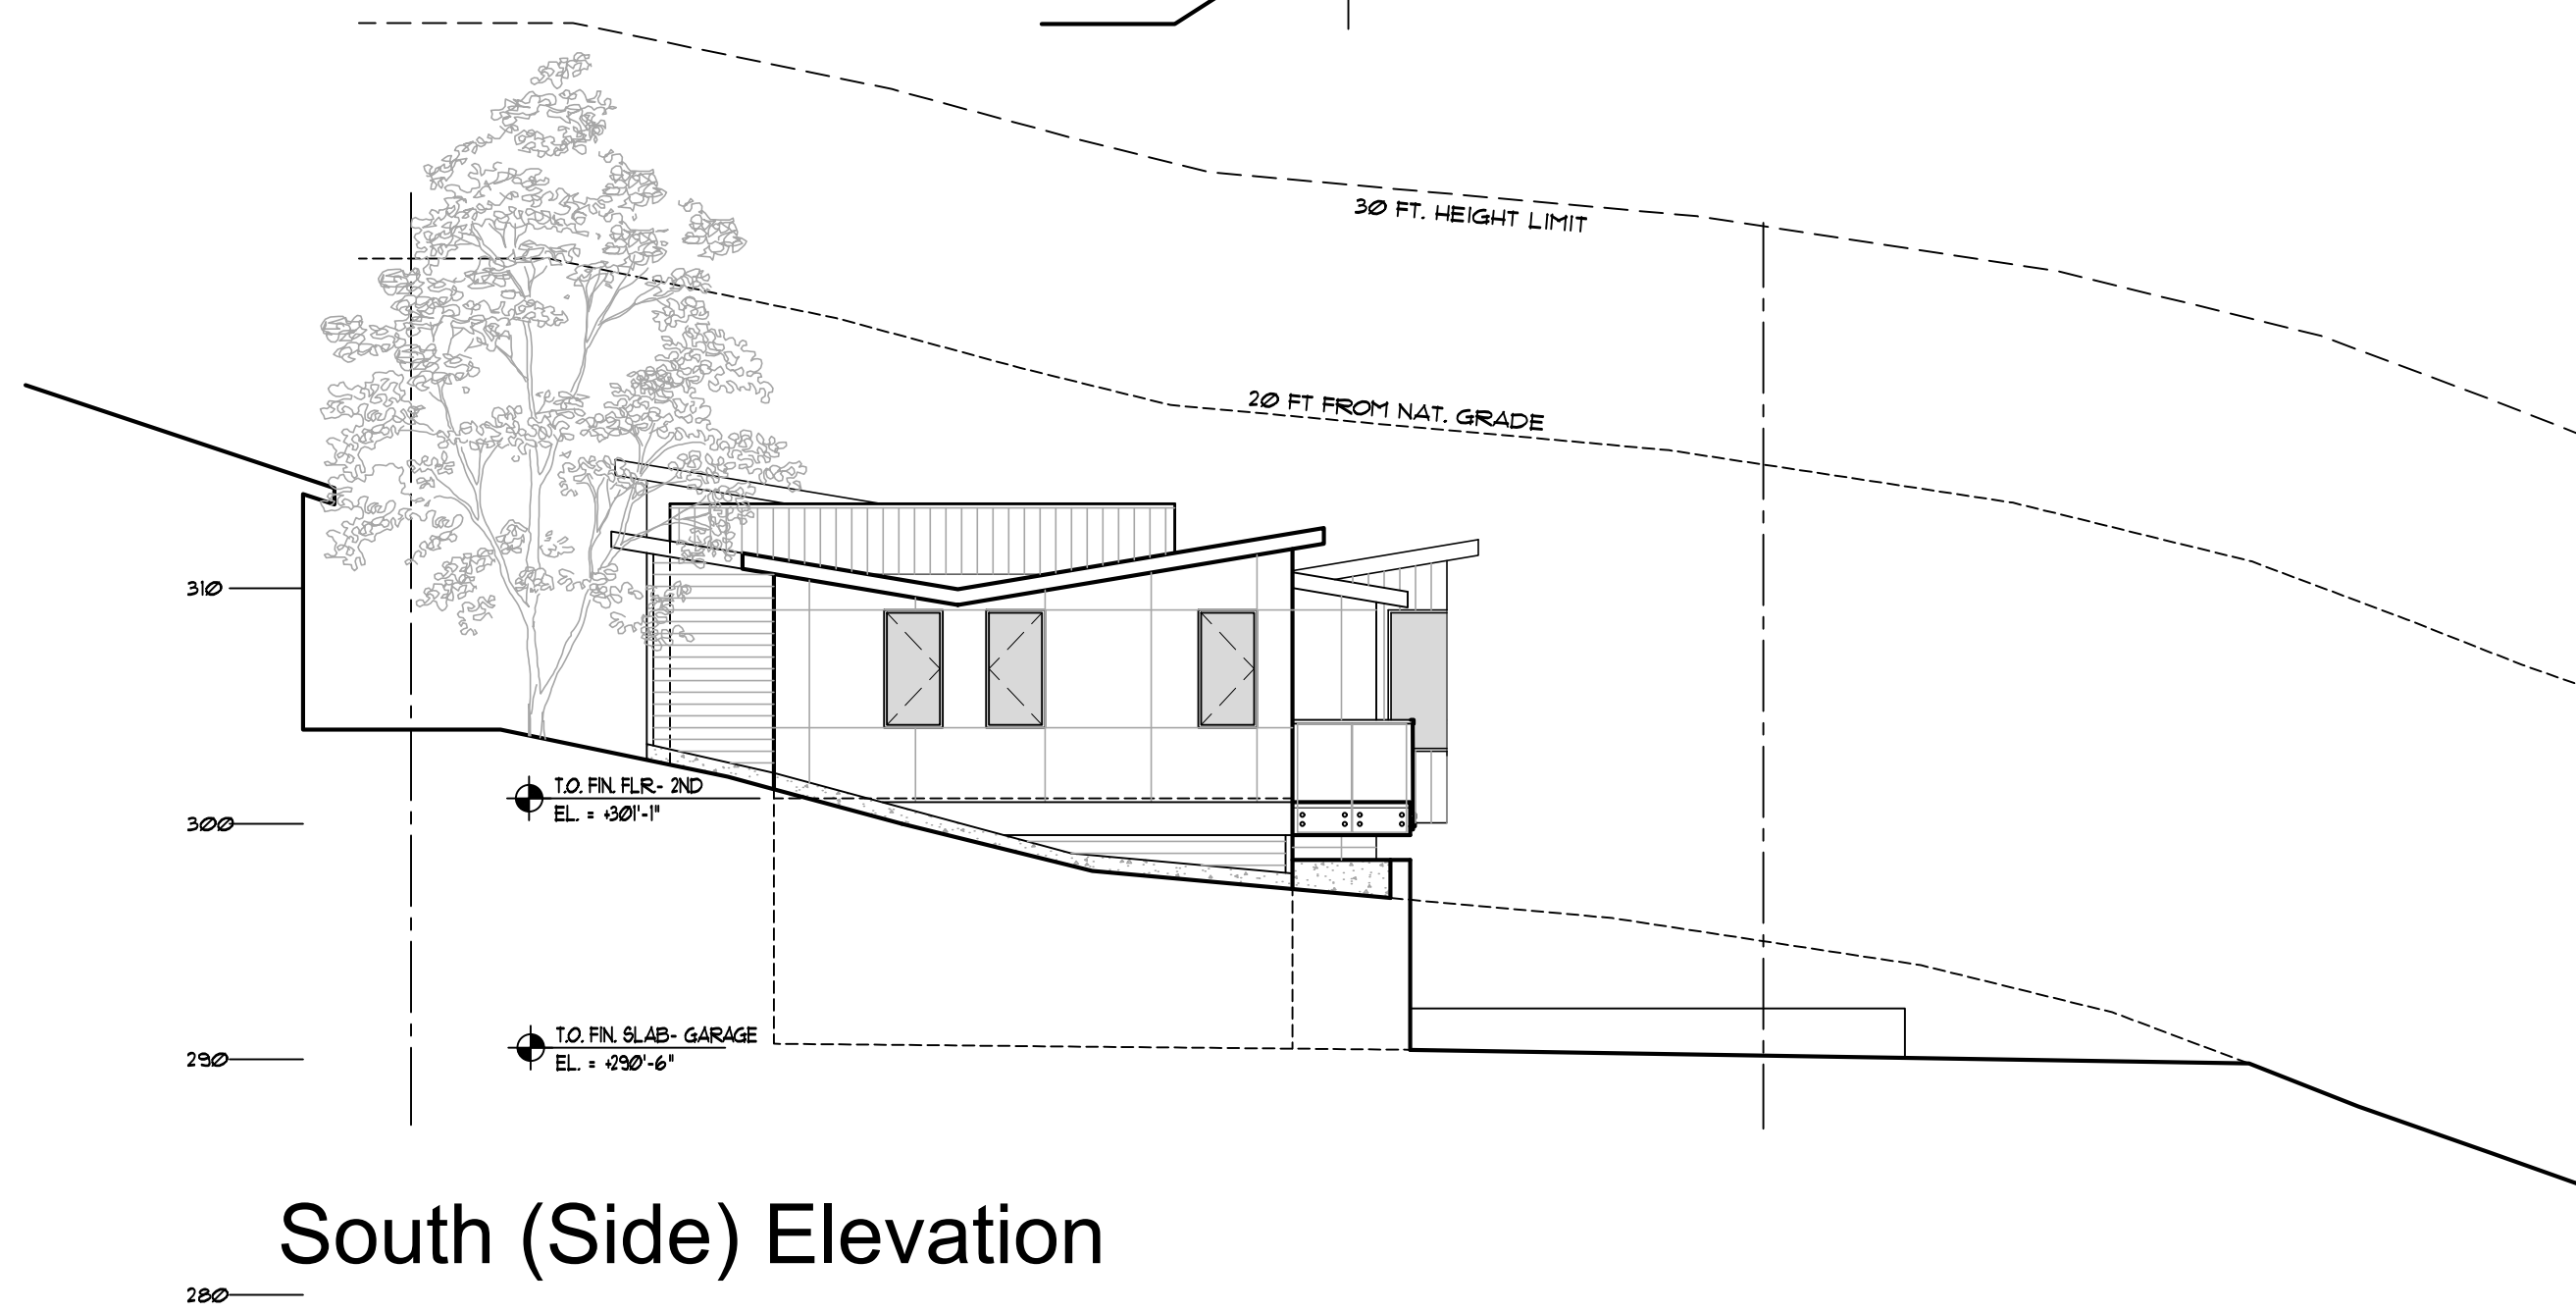 30 FT. HEIGHT LIMIT
20 FT FROM NAT. GRADE
310
T.O. FIN. FLR.- 2ND
EL. = +301'-1"
300
T.O. FIN. SLAB- GARAGE
EL. = +290'-6"
290
South (Side) Elevation
280